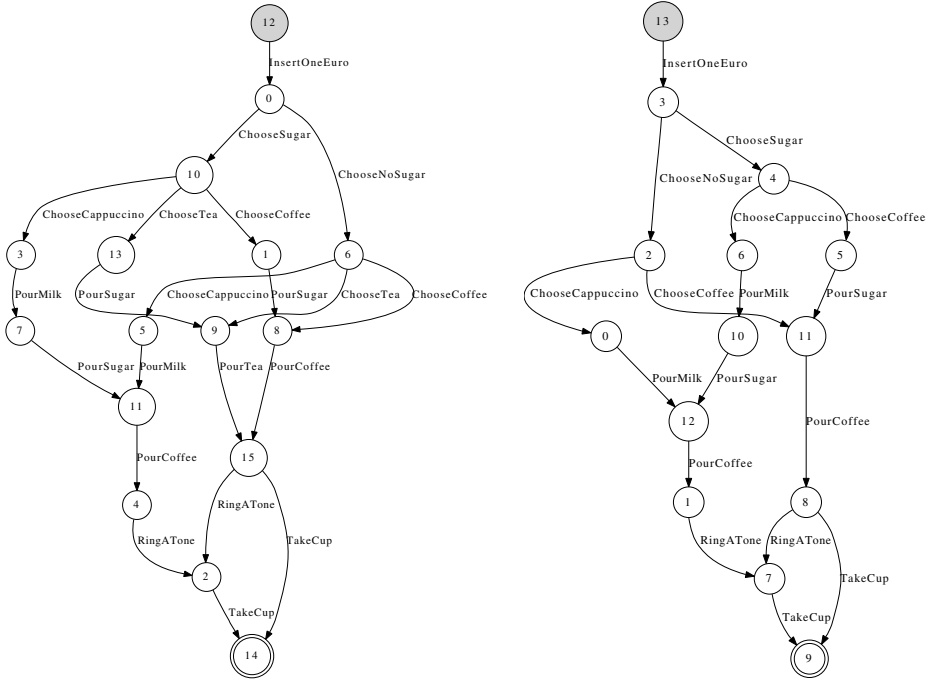 12
InsertOneEuro
0
ChooseSugar
10
ChooseNoSugar
ChooseCappuccino
ChooseTea
ChooseCoffee
3
13
1
6
PourMilk
PourSugar
ChooseCappuccino
PourSugar
ChooseTea
ChooseCoffee
7
5
9
8
PourSugar
PourMilk
PourTea
PourCoffee
11
PourCoffee
15
4
RingATone
RingATone
TakeCup
2
TakeCup
14
13
InsertOneEuro
3
ChooseSugar
ChooseNoSugar
4
ChooseCappuccino
ChooseCoffee
2
6
5
ChooseCappuccino
ChooseCoffee
PourMilk
PourSugar
0
10
11
PourMilk
PourSugar
12
PourCoffee
PourCoffee
1
8
RingATone
RingATone
7
TakeCup
TakeCup
9